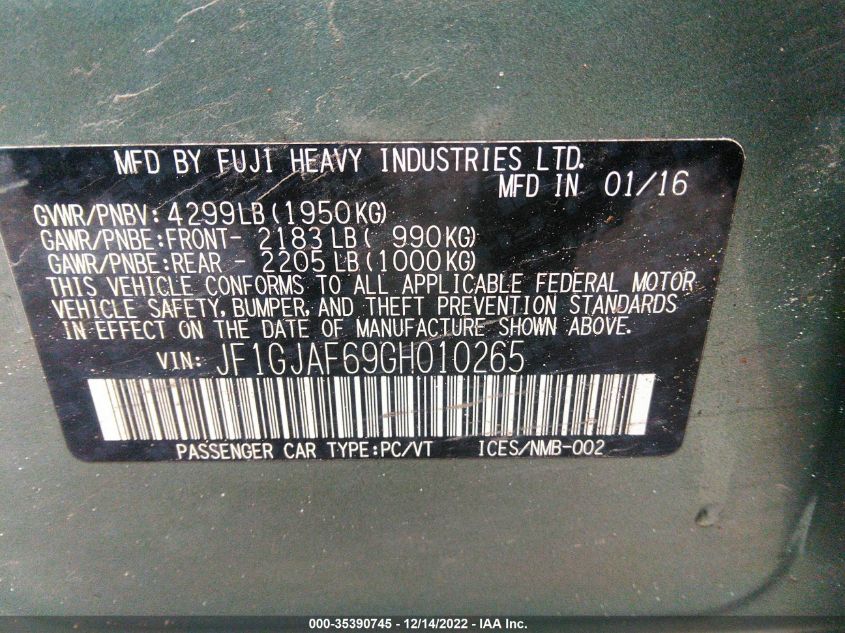 MFD BY FUJI HEAVY INDUSTRIES LTD.
MFD IN 01/16
GVWR/PNBV: 4299LB (1950KG)
GAWR/PNBE:FRONT- 2183 LB ( 990KG)
GAWR/PNBE:REAR - 2205 LB (1000KG)
THIS VEHICLE CONFORMS TO ALL APPLICABLE FEDERAL MOTOR
VEHICLE SAFETY, BUMPER, AND THEFT PREVENTION STANDARDS
IN EFFECT ON THE DATE OF MANUFACTURE SHOWN ABOVE.
VIN: JF1GJAF69GH010265
PASSENGER CAR TYPE:PC/VT ICES/NMB-002
000-35390745 - 12/14/2022 - IAA Inc.